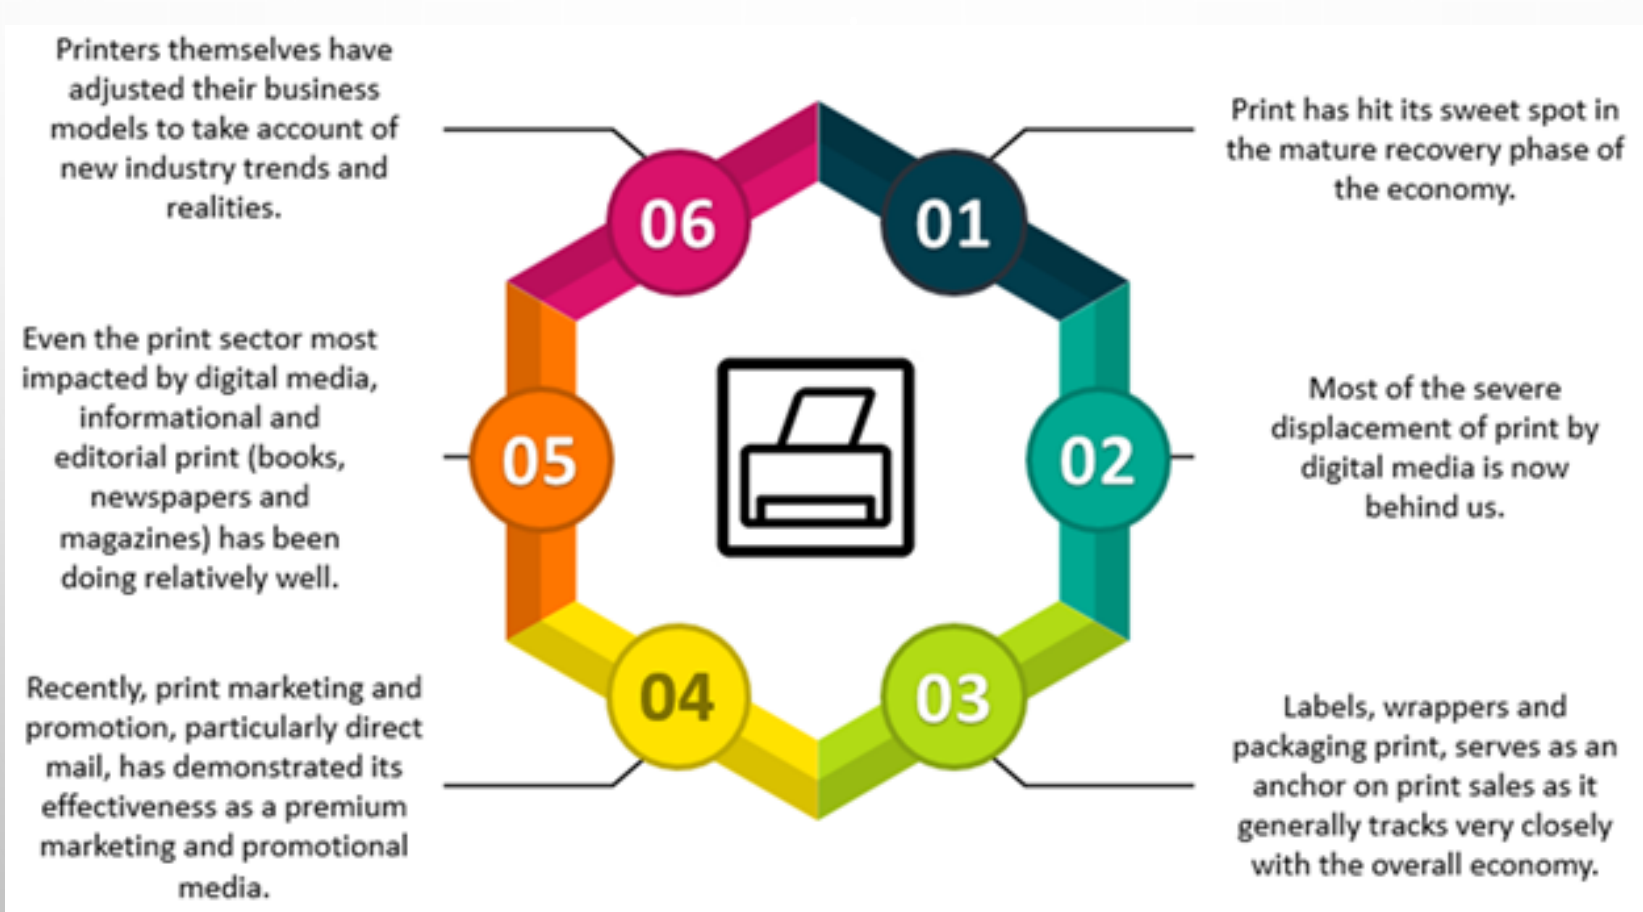 01
Print has hit its sweet spot in
the mature recovery phase of
the economy.
02
Most of the severe
displacement of print by
digital media is now
behind us.
03
Labels, wrappers and
packaging print, serves as an
anchor on print sales as it
generally tracks very closely
with the overall economy.
04
Recently, print marketing and
promotion, particularly direct
mail, has demonstrated its
effectiveness as a premium
marketing and promotional
media.
05
Even the print sector most
impacted by digital media,
informational and
editorial print (books,
newspapers and
magazines) has been
doing relatively well.
06
Printers themselves have
adjusted their business
models to take account of
new industry trends and
realities.